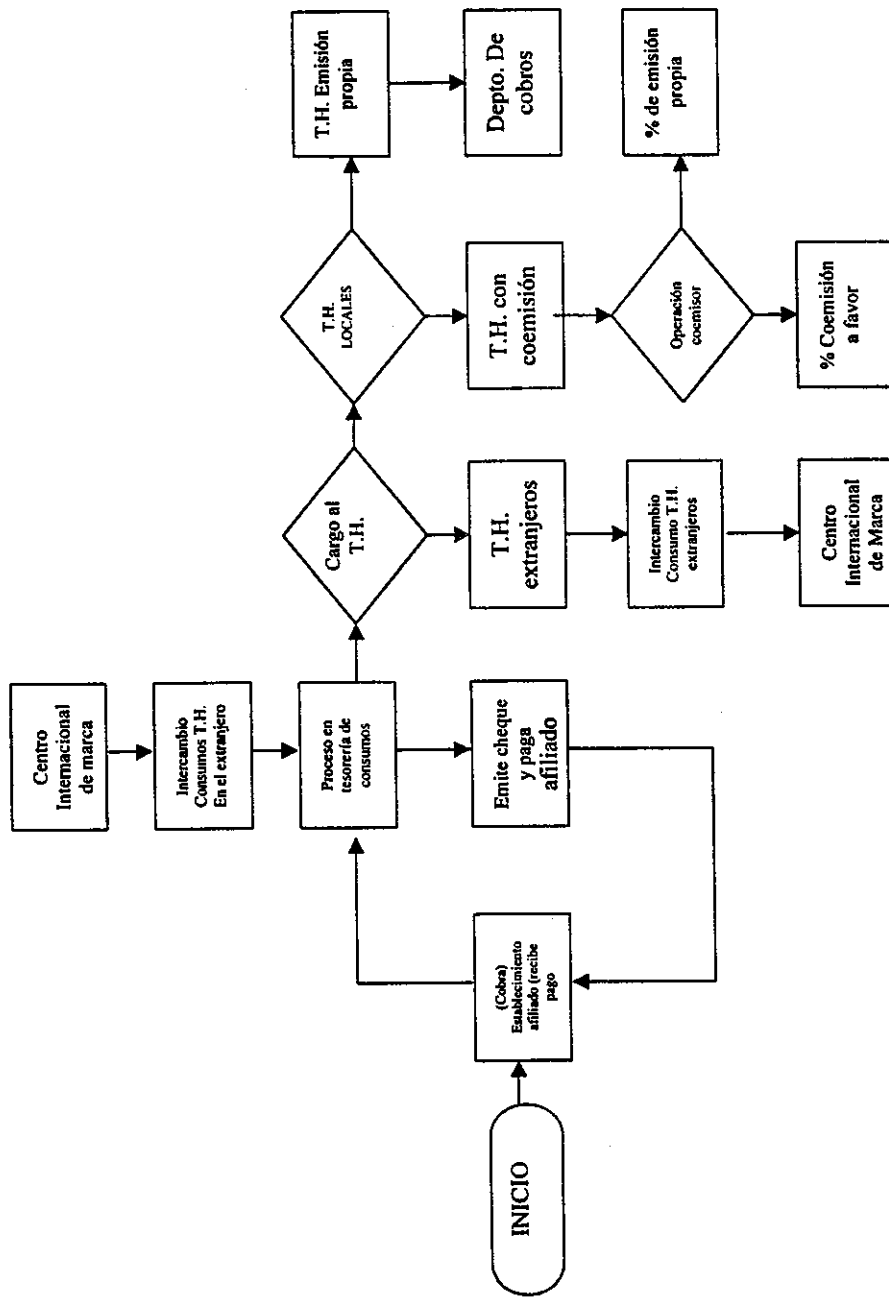 INICIO
(Cobra)
Establecimiento
afiliado (recibe
pago
Centro
Internacional
de marca
Intercambio
Consumos T.H.
En el extranjero
Proceso en
tesorería de
consumos
Emite cheque
y paga
afiliado
Cargo al
T.H.
T.H.
extranjeros
Intercambio
Consumo T.H.
extranjeros
Centro
Internacional
de Marca
T.H.
LOCALES
T.H. con
coemisión
Operación
coemisor
% Coemisión
a favor
T.H. Emisión
propia
Depto. De
cobros
% de emisión
propia